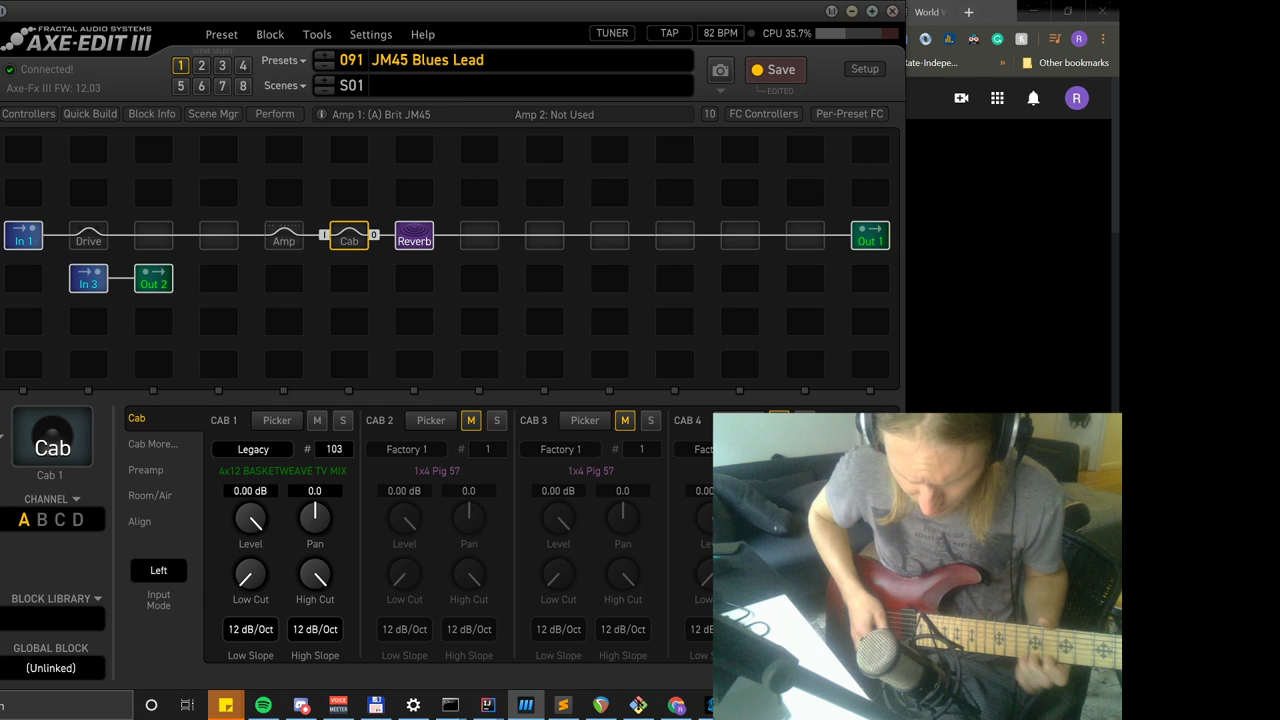 World
FRACTAL AUDIO SYSTEMS
AXE-EDIT III
Preset Block Tools Settings Help
TUNER TAP 82 BPM CPU 35.7%
SCENE SELECT
1 2 3 4
5 6 7 8
Presets 091 JM45 Blues Lead
Scenes S01
Save
EDITED
Setup
Connected!
Axe-Fx III FW: 12.03
ate-Indepe... » Other bookmarks
R
Controllers Quick Build Block Info Scene Mgr Perform
Amp 1: (A) Brit JM45 Amp 2: Not Used
10 FC Controllers Per-Preset FC
In 1 Drive Amp I Cab O Reverb Out 1
In 3 Out 2
Cab
Cab 1
CHANNEL
A B C D
BLOCK LIBRARY
GLOBAL BLOCK
(Unlinked)
Cab
Cab More...
Preamp
Room/Air
Align
Left
Input
Mode
CAB 1 Picker M S CAB 2 Picker M S CAB 3 Picker M S CAB 4
Legacy # 103 Factory 1 # 1 Factory 1 # 1
4x12 BASKETWEAVE TV MIX 1x4 Pig 57 1x4 Pig 57
0.00 dB 0.0 0.00 dB 0.0 0.00 dB 0.0
Level Pan Level Pan Level Pan
Low Cut High Cut Low Cut High Cut Low Cut High Cut
12 dB/Oct 12 dB/Oct 12 dB/Oct 12 dB/Oct 12 dB/Oct 12 dB/Oct
Low Slope High Slope Low Slope High Slope Low Slope High Slope
VOICE
MEETER